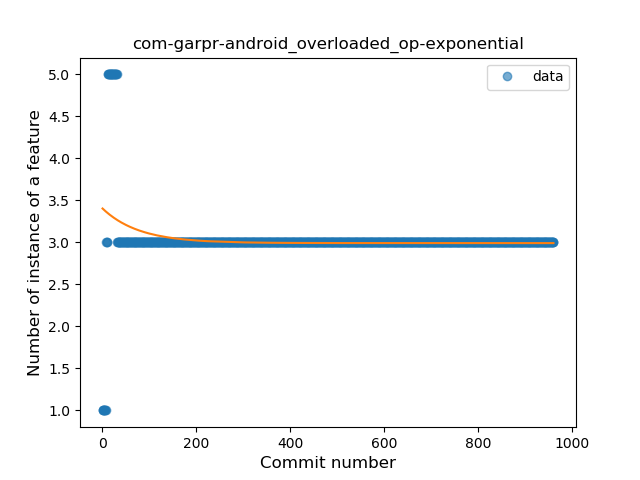 com-garpr-android_overloaded_op-exponential
data
Number of instance of a feature
5.0
4.5
4.0
3.5
3.0
2.5
2.0
1.5
1.0
0 200 400 600 800 1000
Commit number